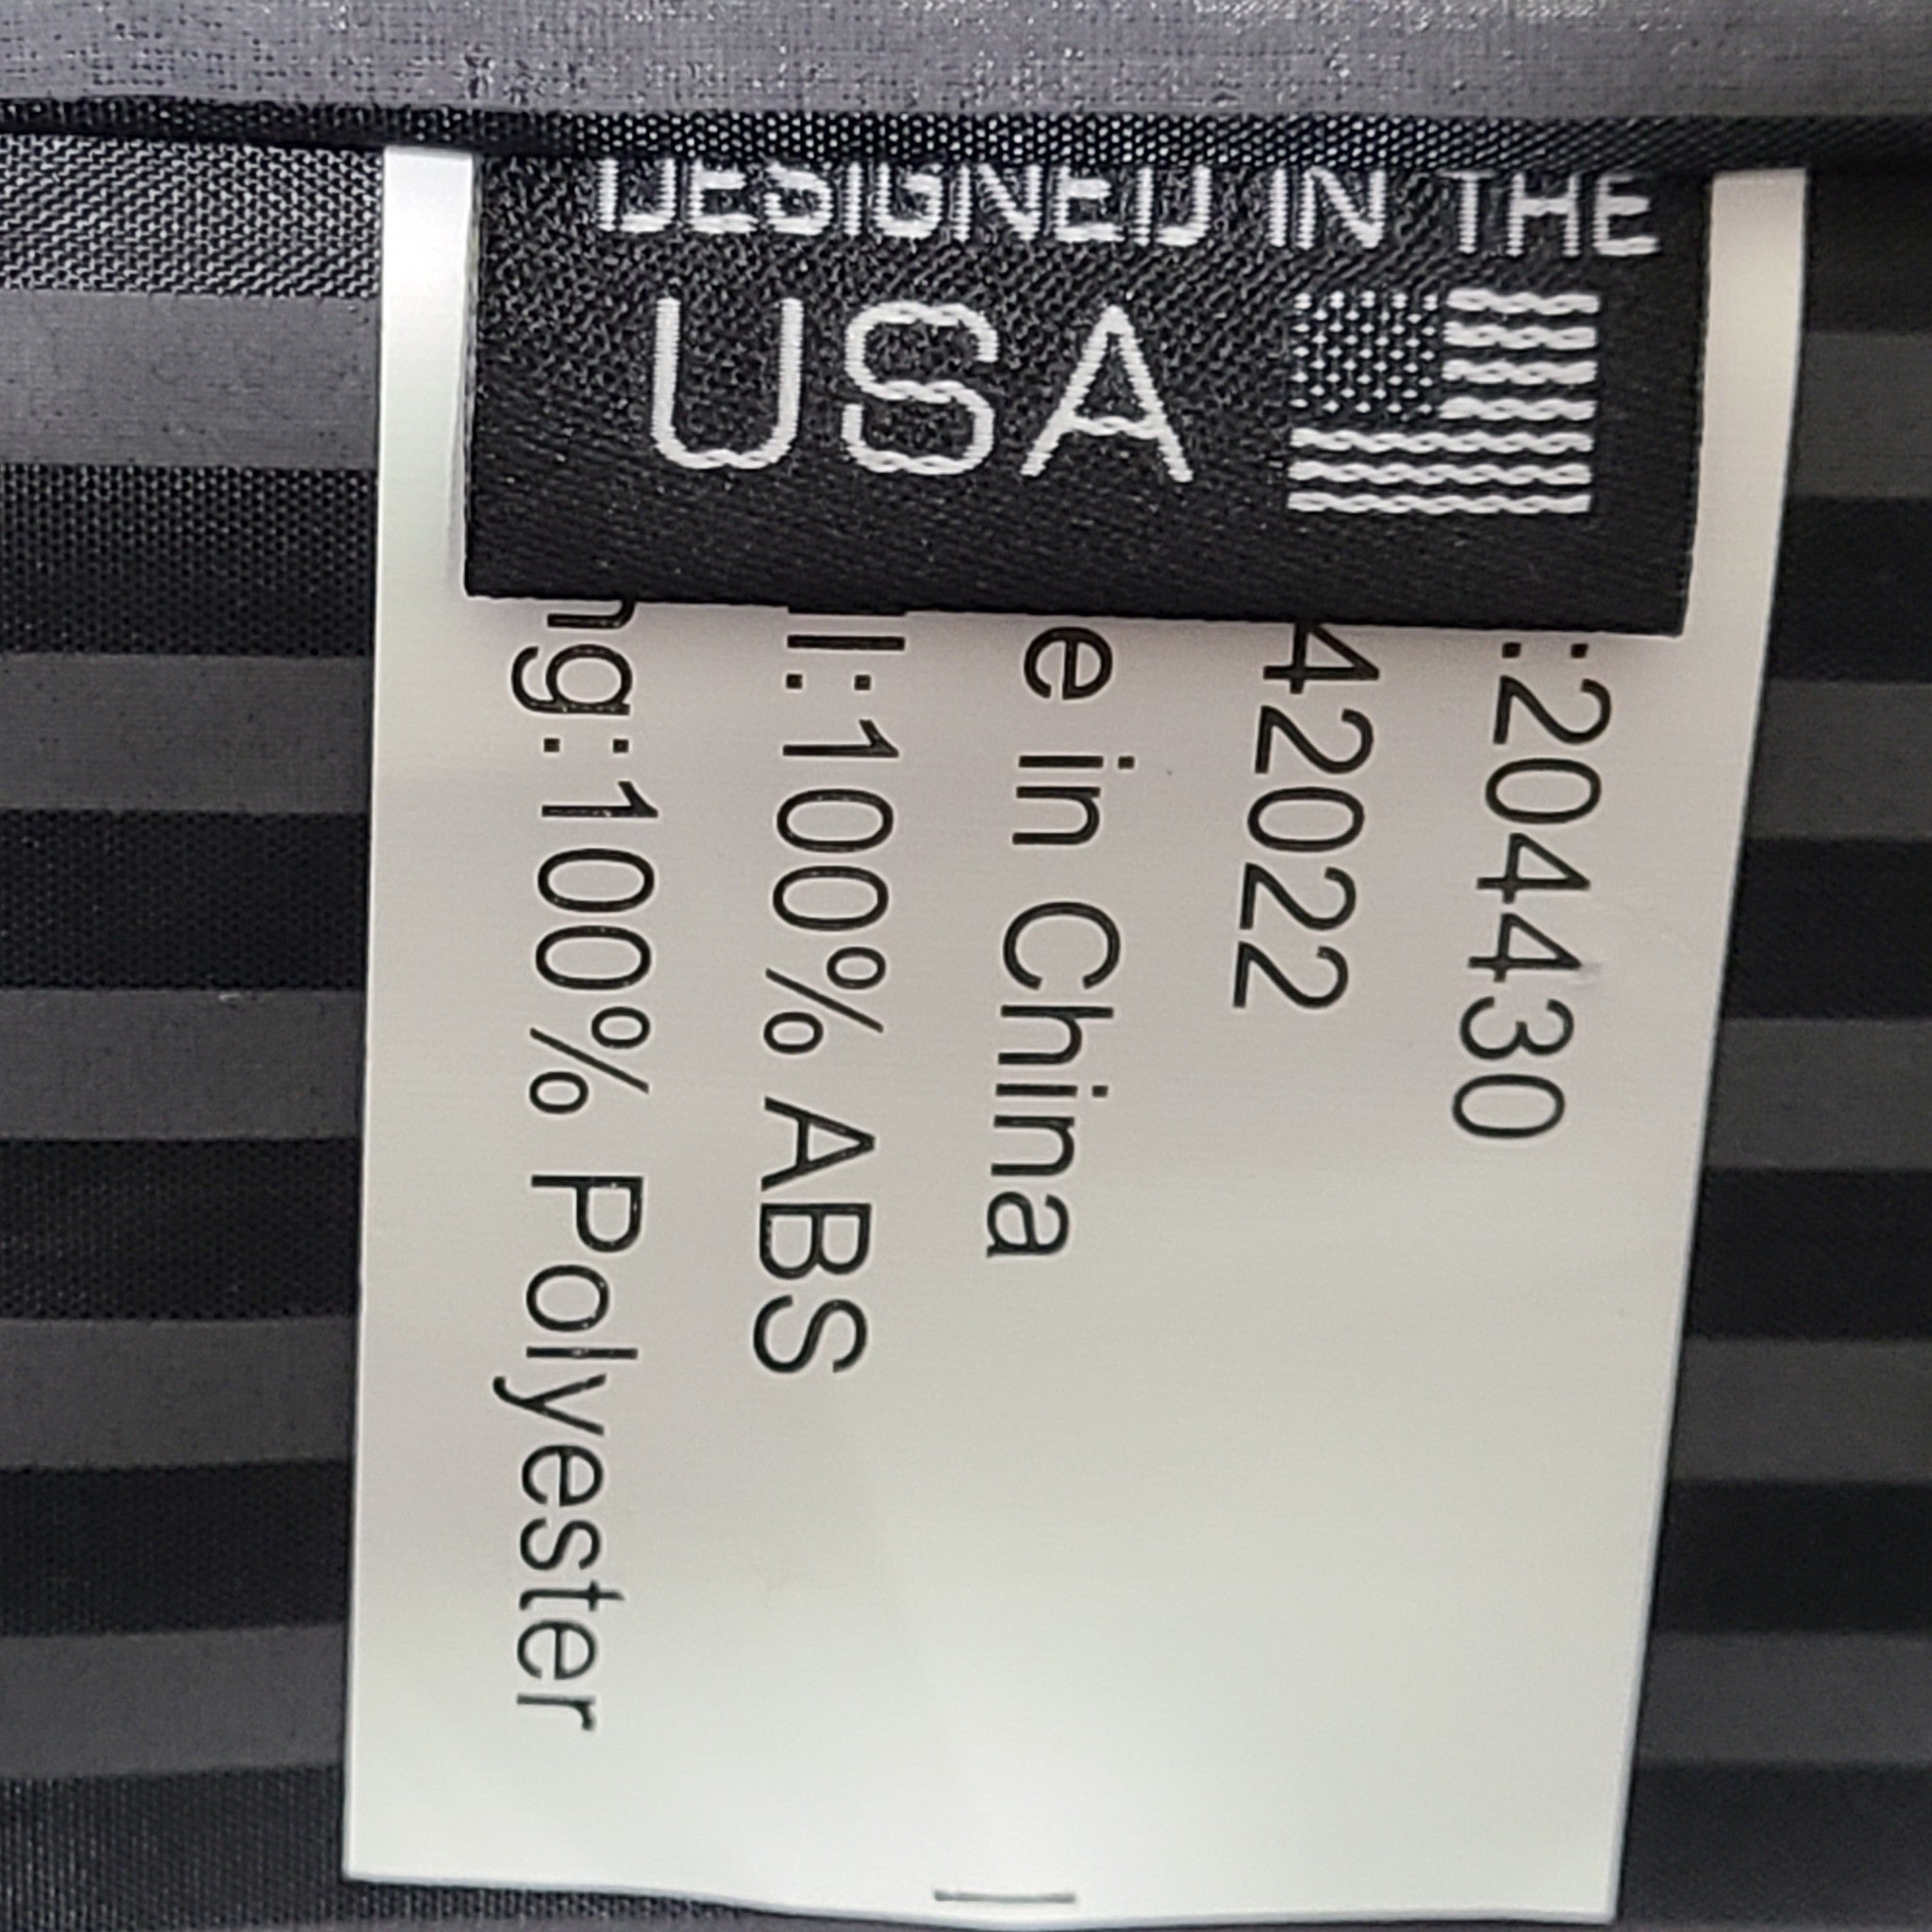 DESIGNED IN THE
USA
:204430
42022
e in China
l:100% ABS
ng:100% Polyester